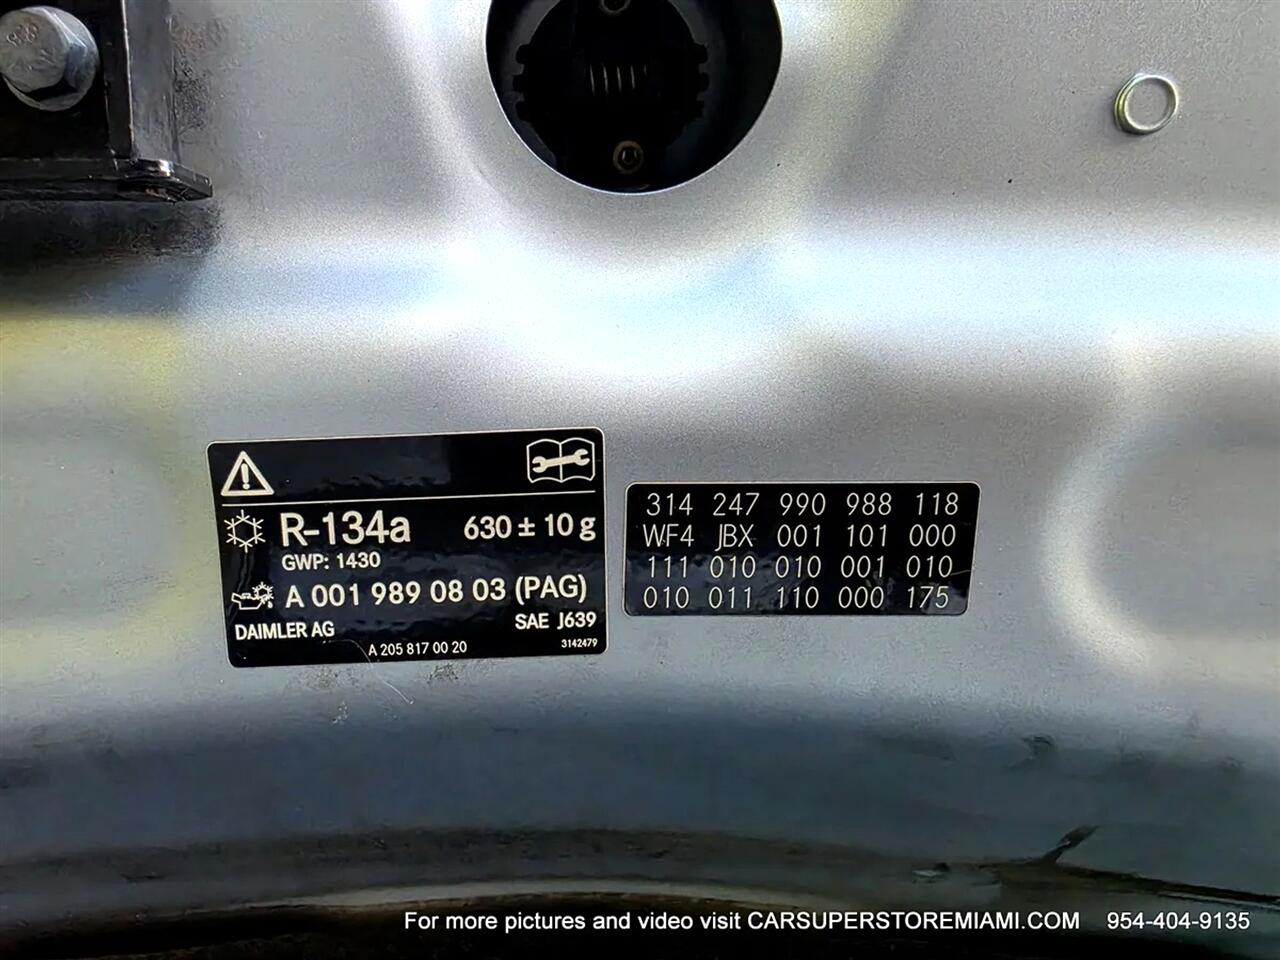 R-134a 630 ± 10 g
GWP: 1430
A 001 989 08 03 (PAG)
DAIMLER AG SAE J639
A 205 817 00 20 3142479
314 247 990 988 118
WF4 JBX 001 101 000
111 010 010 001 010
010 011 110 000 175
For more pictures and video visit CARSUPERSTOREMIAMI.COM 954-404-9135